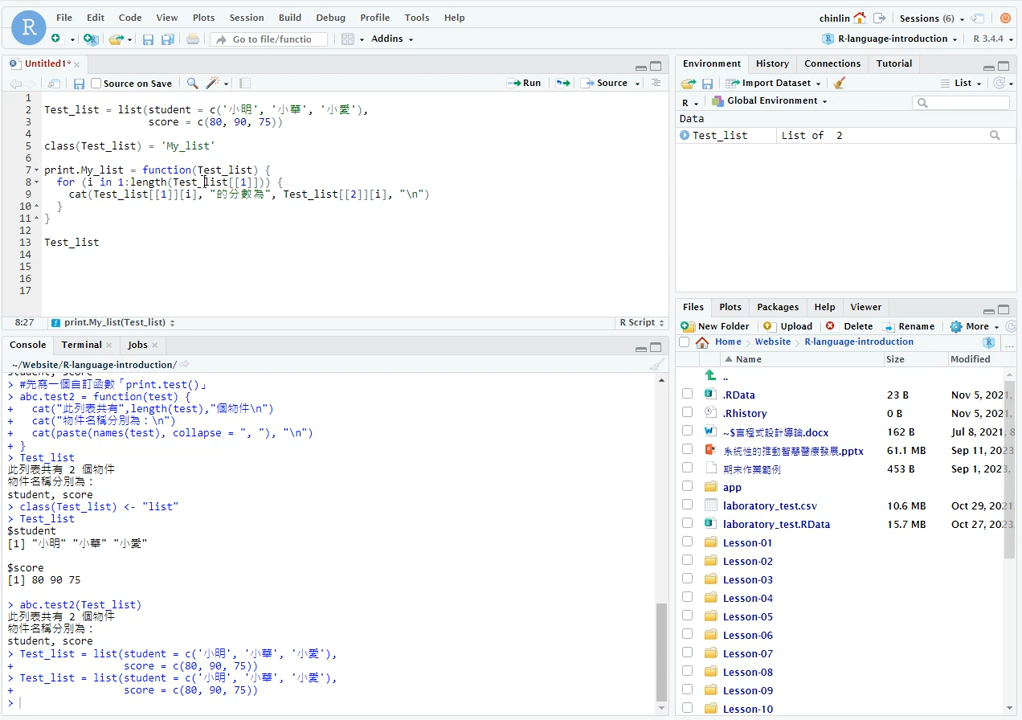 R File Edit Code View Plots Session Build Debug Profile Tools Help
chinlin Sessions (6)
Go to file/functio Addins
R-language-introduction R 3.4.4
Untitled1*
Source on Save Run Source
1
2 Test_list = list(student = c('小明', '小華', '小愛'),
3 score = c(80, 90, 75))
4
5 class(Test_list) = 'My_list'
6
7 print.My_list = function(Test_list) {
8 for (i in 1:length(Test_list[[1]])) {
9 cat(Test_list[[1]][i], "的分數為", Test_list[[2]][i], "\n")
10 }
11 }
12
13 Test_list
14
15
16
17
8:27 print.My_list(Test_list) R Script
Console Terminal Jobs
~/Website/R-language-introduction/
student, score
> #先寫一個自訂函數「print.test()」
> abc.test2 = function(test) {
+ cat("此列表共有",length(test),"個物件\n")
+ cat("物件名稱分別為：\n")
+ cat(paste(names(test), collapse = ", "), "\n")
+ }
> Test_list
此列表共有 2 個物件
物件名稱分別為：
student, score
> class(Test_list) <- "list"
> Test_list
$student
[1] "小明" "小華" "小愛"
$score
[1] 80 90 75
> abc.test2(Test_list)
此列表共有 2 個物件
物件名稱分別為：
student, score
> Test_list = list(student = c('小明', '小華', '小愛'),
+ score = c(80, 90, 75))
> Test_list = list(student = c('小明', '小華', '小愛'),
+ score = c(80, 90, 75))
>
Environment History Connections Tutorial
Import Dataset List
R Global Environment
Data
Test_list List of 2
Files Plots Packages Help Viewer
New Folder Upload Delete Rename More
Home Website R-language-introduction
Name Size Modified
..
.RData 23 B Nov 5, 2021,
.Rhistory 0 B Nov 5, 2021,
~$言程式設計導論.docx 162 B Jul 8, 2021, 8
系統性的推動智慧醫療發展.pptx 61.1 MB Sep 11, 2023
期末作業範例 453 B Sep 1, 2023,
app
laboratory_test.csv 10.6 MB Oct 29, 2021
laboratory_test.RData 15.7 MB Oct 27, 2023
Lesson-01
Lesson-02
Lesson-03
Lesson-04
Lesson-05
Lesson-06
Lesson-07
Lesson-08
Lesson-09
Lesson-10